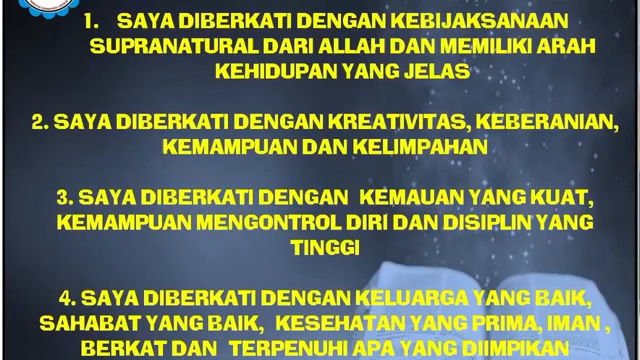 1. SAYA DIBERKATI DENGAN KEBIJAKSANAAN
SUPRANATURAL DARI ALLAH DAN MEMILIKI ARAH
KEHIDUPAN YANG JELAS
2. SAYA DIBERKATI DENGAN KREATIVITAS, KEBERANIAN,
KEMAMPUAN DAN KELIMPAHAN
3. SAYA DIBERKATI DENGAN KEMAUAN YANG KUAT,
KEMAMPUAN MENGONTROL DIRI DAN DISIPLIN YANG
TINGGI
4. SAYA DIBERKATI DENGAN KELUARGA YANG BAIK,
SAHABAT YANG BAIK, KESEHATAN YANG PRIMA, IMAN ,
BERKAT DAN TERPENUHI APA YANG DIIMPIKAN